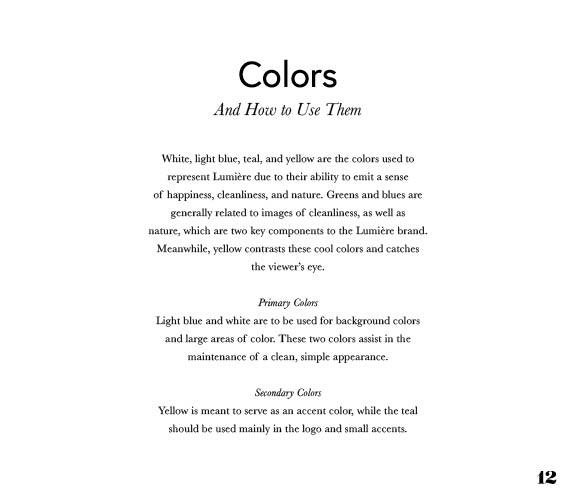 Colors
And How to Use Them
White, light blue, teal, and yellow are the colors used to
represent Lumière due to their ability to emit a sense
of happiness, cleanliness, and nature. Greens and blues are
generally related to images of cleanliness, as well as
nature, which are two key components to the Lumière brand.
Meanwhile, yellow contrasts these cool colors and catches
the viewer’s eye.
Primary Colors
Light blue and white are to be used for background colors
and large areas of color. These two colors assist in the
maintenance of a clean, simple appearance.
Secondary Colors
Yellow is meant to serve as an accent color, while the teal
should be used mainly in the logo and small accents.
12